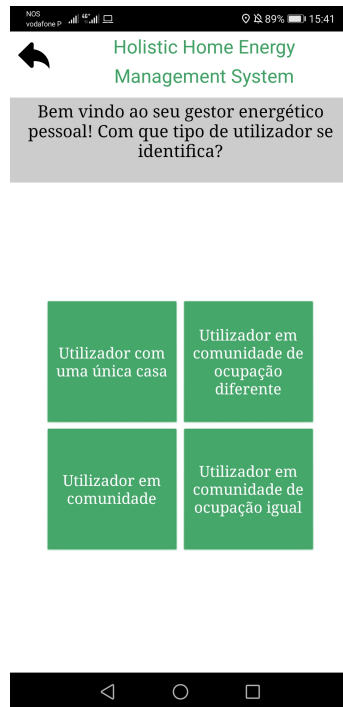 NOS
vodafone P
89% 15:41
Holistic Home Energy
Management System
Bem vindo ao seu gestor energético
pessoal! Com que tipo de utilizador se
identifica?
Utilizador com
uma única casa
Utilizador em
comunidade de
ocupação
diferente
Utilizador em
comunidade
Utilizador em
comunidade de
ocupação igual